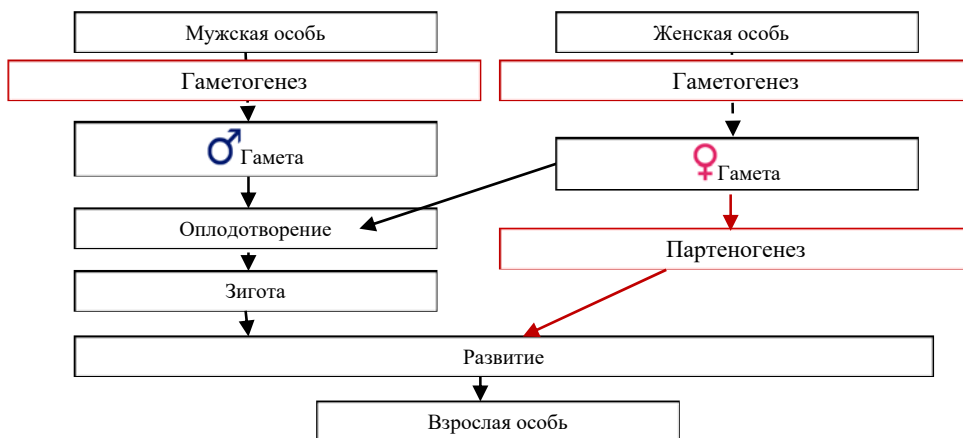 Мужская особь
Женская особь
Гаметогенез
Гаметогенез
♂Гамета
♀Гамета
Оплодотворение
Партеногенез
Зигота
Развитие
Взрослая особь